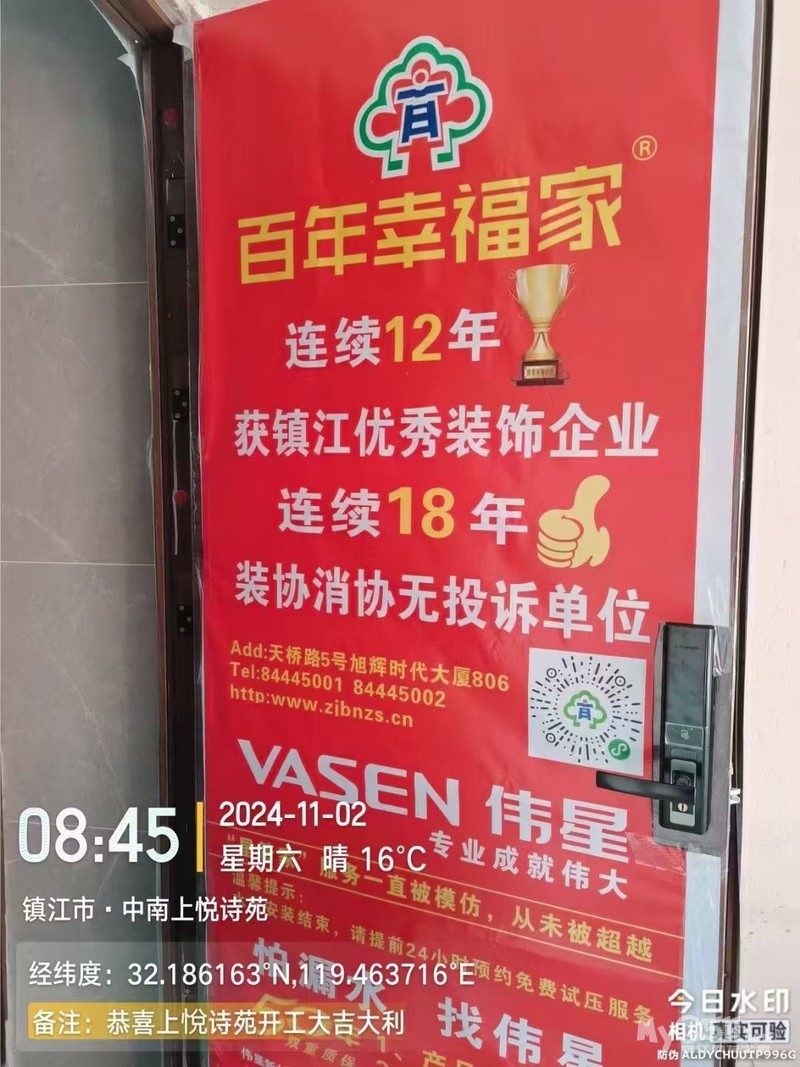 百年幸福家®
连续12年
获镇江优秀装饰企业
连续18年
装协消协无投诉单位
Add:天桥路5号旭辉时代大厦806
Tel:84445001 84445002
http:www.zjbnzs.cn
VASEN 伟星
专业成就伟大
服务一直被模仿，从未被超越
温馨提示：
安装结束，请提前24小时预约免费试压服务
怕漏水 找伟星
双重质保
08:45
2024-11-02
星期六 晴 16°C
镇江市·中南上悦诗苑
经纬度：32.186163°N,119.463716°E
备注：恭喜上悦诗苑开工大吉大利
今日水印
相机 真实可验
防伪 ALDYCHUUTP996G